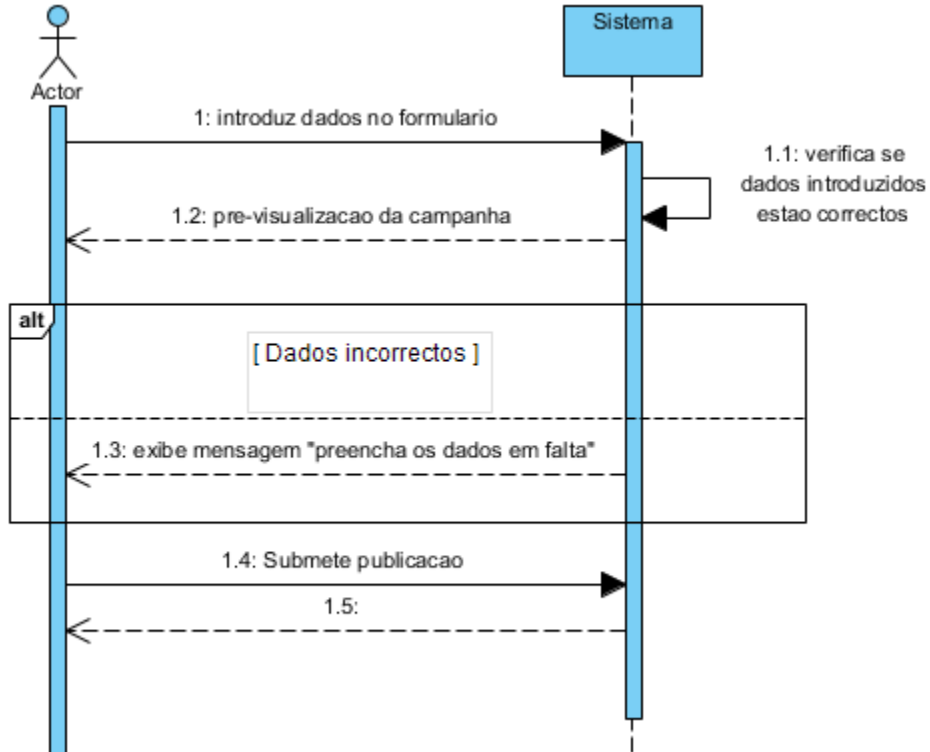 Sistema
Actor
1: introduz dados no formulario
1.1: verifica se
dados introduzidos
estao correctos
1.2: pre-visualizacao da campanha
alt
[ Dados incorrectos ]
1.3: exibe mensagem "preencha os dados em falta"
1.4: Submete publicacao
1.5: